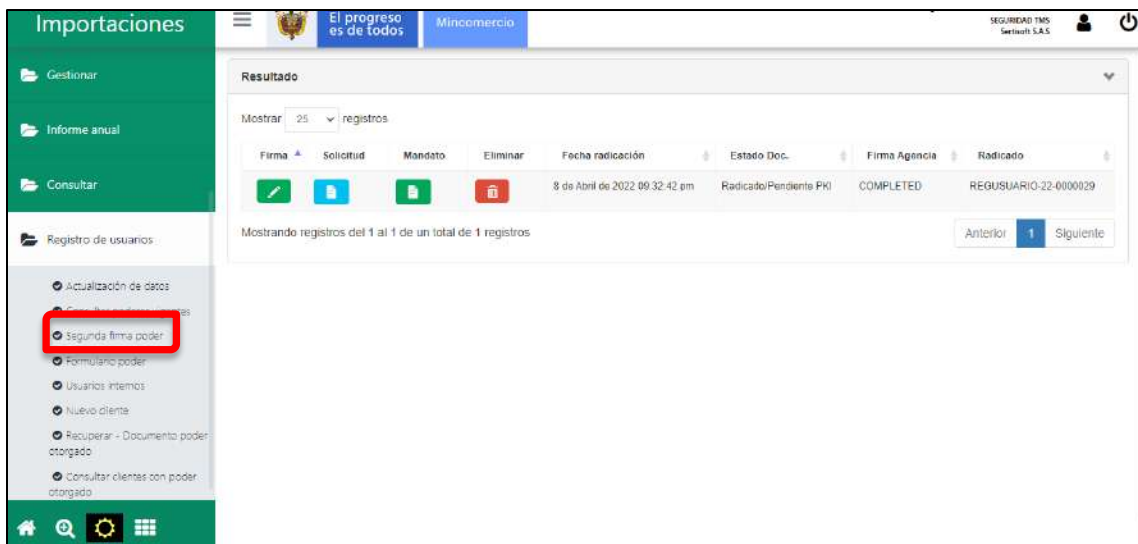 Importaciones
El progreso
es de todos
Mincomercio
SEGURIDAD TMS
Sertisoft S.A.S
Gestionar
Informe anual
Consultar
Registro de usuarios
Actualización de datos
Consultar poderes vigentes
Segunda firma poder
Formulario poder
Usuarios internos
Nuevo cliente
Recuperar - Documento poder
otorgado
Consultar clientes con poder
otorgado
Resultado
Mostrar 25 registros
Firma Solicitud Mandato Eliminar Fecha radicación Estado Doc. Firma Agencia Radicado
8 de Abril de 2022 09:32:42 pm Radicado/Pendiente PKI COMPLETED REGUSUARIO-22-0000029
Mostrando registros del 1 al 1 de un total de 1 registros
Anterior 1 Siguiente